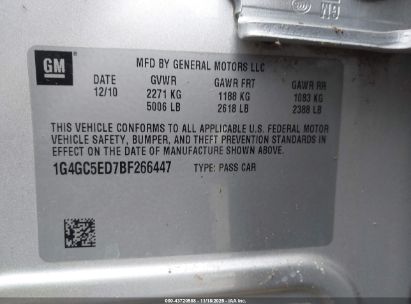 GM
MFD BY GENERAL MOTORS LLC
DATE GVWR GAWR FRT GAWR RR
12/10 2271 KG 1188 KG 1083 KG
5006 LB 2618 LB 2388 LB
THIS VEHICLE CONFORMS TO ALL APPLICABLE U.S. FEDERAL MOTOR
VEHICLE SAFETY, BUMPER, AND THEFT PREVENTION STANDARDS
IN EFFECT ON THE DATE OF MANUFACTURE SHOWN ABOVE.
1G4GC5ED7BF266447 TYPE: PASS CAR